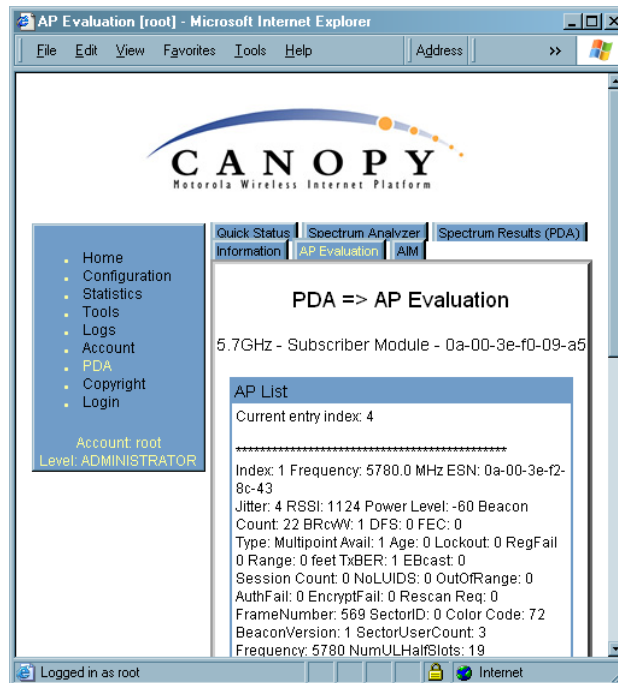 AP Evaluation [root] - Microsoft Internet Explorer
File Edit View Favorites Tools Help Address »
CANOPY
Motorola Wireless Internet Platform
Quick Status Spectrum Analyzer Spectrum Results (PDA)
Information AP Evaluation AIM
Home
Configuration
Statistics
Tools
Logs
Account
PDA
Copyright
Login
Account: root
Level: ADMINISTRATOR
PDA => AP Evaluation
5.7GHz - Subscriber Module - 0a-00-3e-f0-09-a5
AP List
Current entry index: 4
**********************************************
Index: 1 Frequency: 5780.0 MHz ESN: 0a-00-3e-f2-
8c-43
Jitter: 4 RSSI: 1124 Power Level: -60 Beacon
Count: 22 BRcvW: 1 DFS: 0 FEC: 0
Type: Multipoint Avail: 1 Age: 0 Lockout: 0 RegFail
0 Range: 0 feet TxBER: 1 EBcast: 0
Session Count: 0 NoLUIDS: 0 OutOfRange: 0
AuthFail: 0 EncryptFail: 0 Rescan Req: 0
FrameNumber: 569 SectorID: 0 Color Code: 72
BeaconVersion: 1 SectorUserCount: 3
Frequency: 5780 NumULHalfSlots: 19
Logged in as root Internet